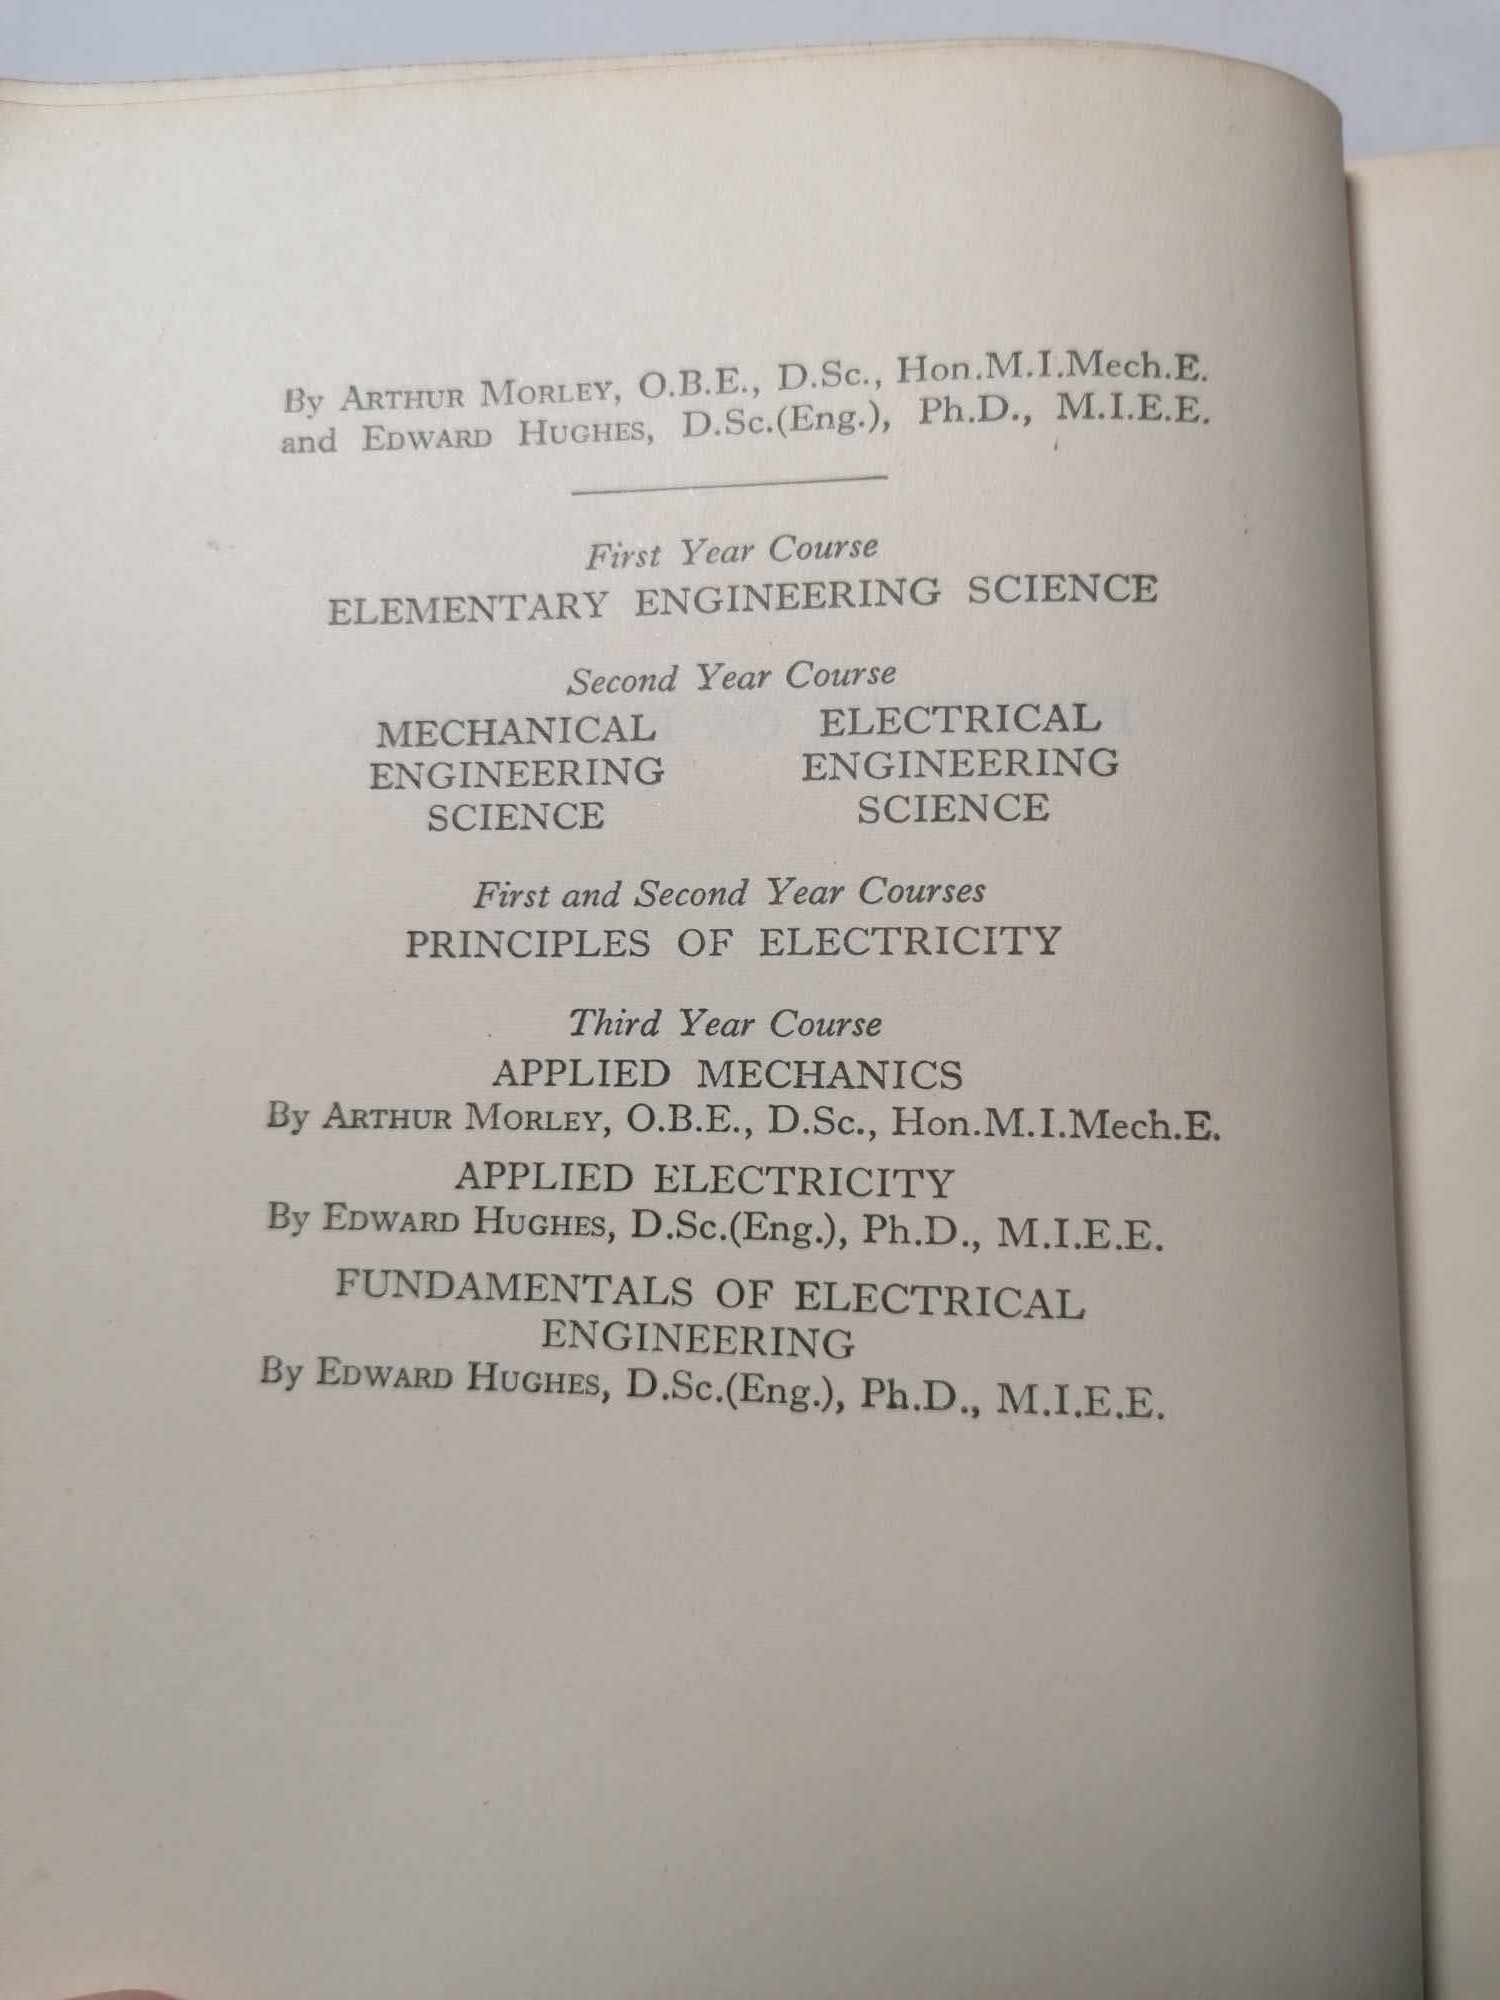 By ARTHUR MORLEY, O.B.E., D.Sc., Hon.M.I.Mech.E.
and EDWARD HUGHES, D.Sc.(Eng.), Ph.D., M.I.E.E.
First Year Course
ELEMENTARY ENGINEERING SCIENCE
Second Year Course
MECHANICAL
ENGINEERING
SCIENCE
ELECTRICAL
ENGINEERING
SCIENCE
First and Second Year Courses
PRINCIPLES OF ELECTRICITY
Third Year Course
APPLIED MECHANICS
By ARTHUR MORLEY, O.B.E., D.Sc., Hon.M.I.Mech.E.
APPLIED ELECTRICITY
By EDWARD HUGHES, D.Sc.(Eng.), Ph.D., M.I.E.E.
FUNDAMENTALS OF ELECTRICAL
ENGINEERING
By EDWARD HUGHES, D.Sc.(Eng.), Ph.D., M.I.E.E.